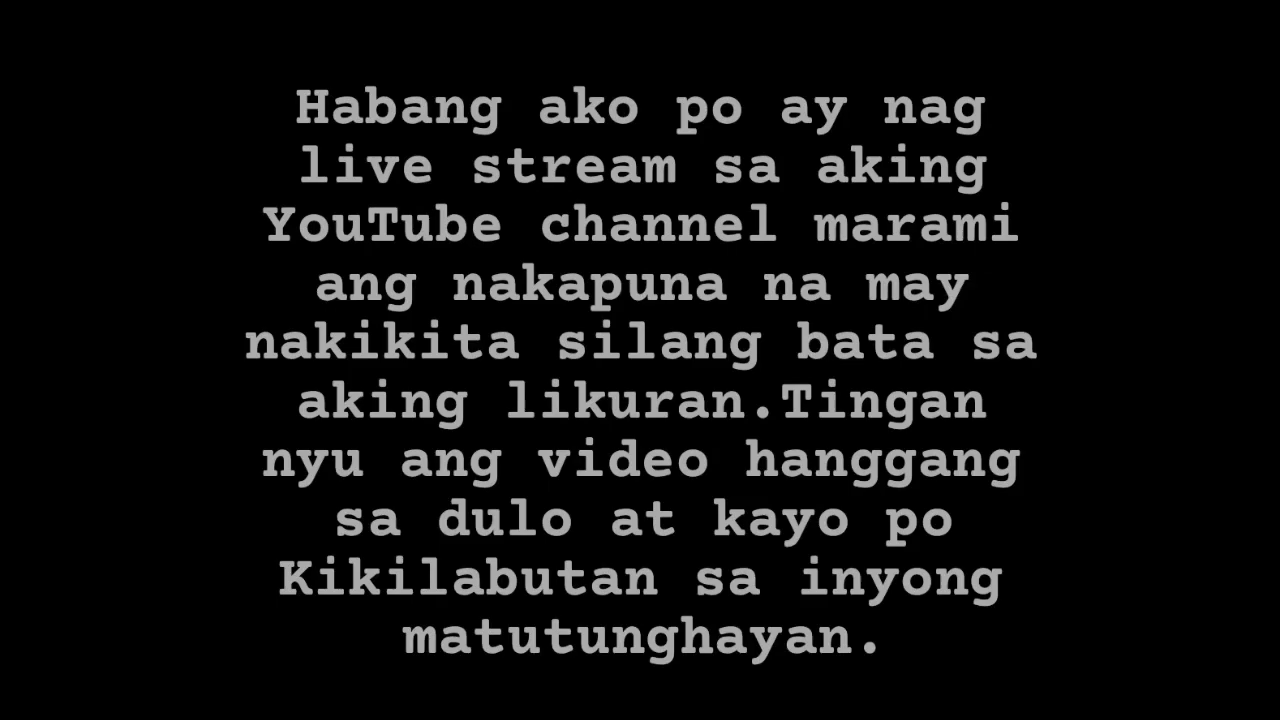 Habang ako po ay nag
live stream sa aking
YouTube channel marami
ang nakapuna na may
nakikita silang bata sa
aking likuran.Tingan
nyu ang video hanggang
sa dulo at kayo po
Kikilabutan sa inyong
matutunghayan.